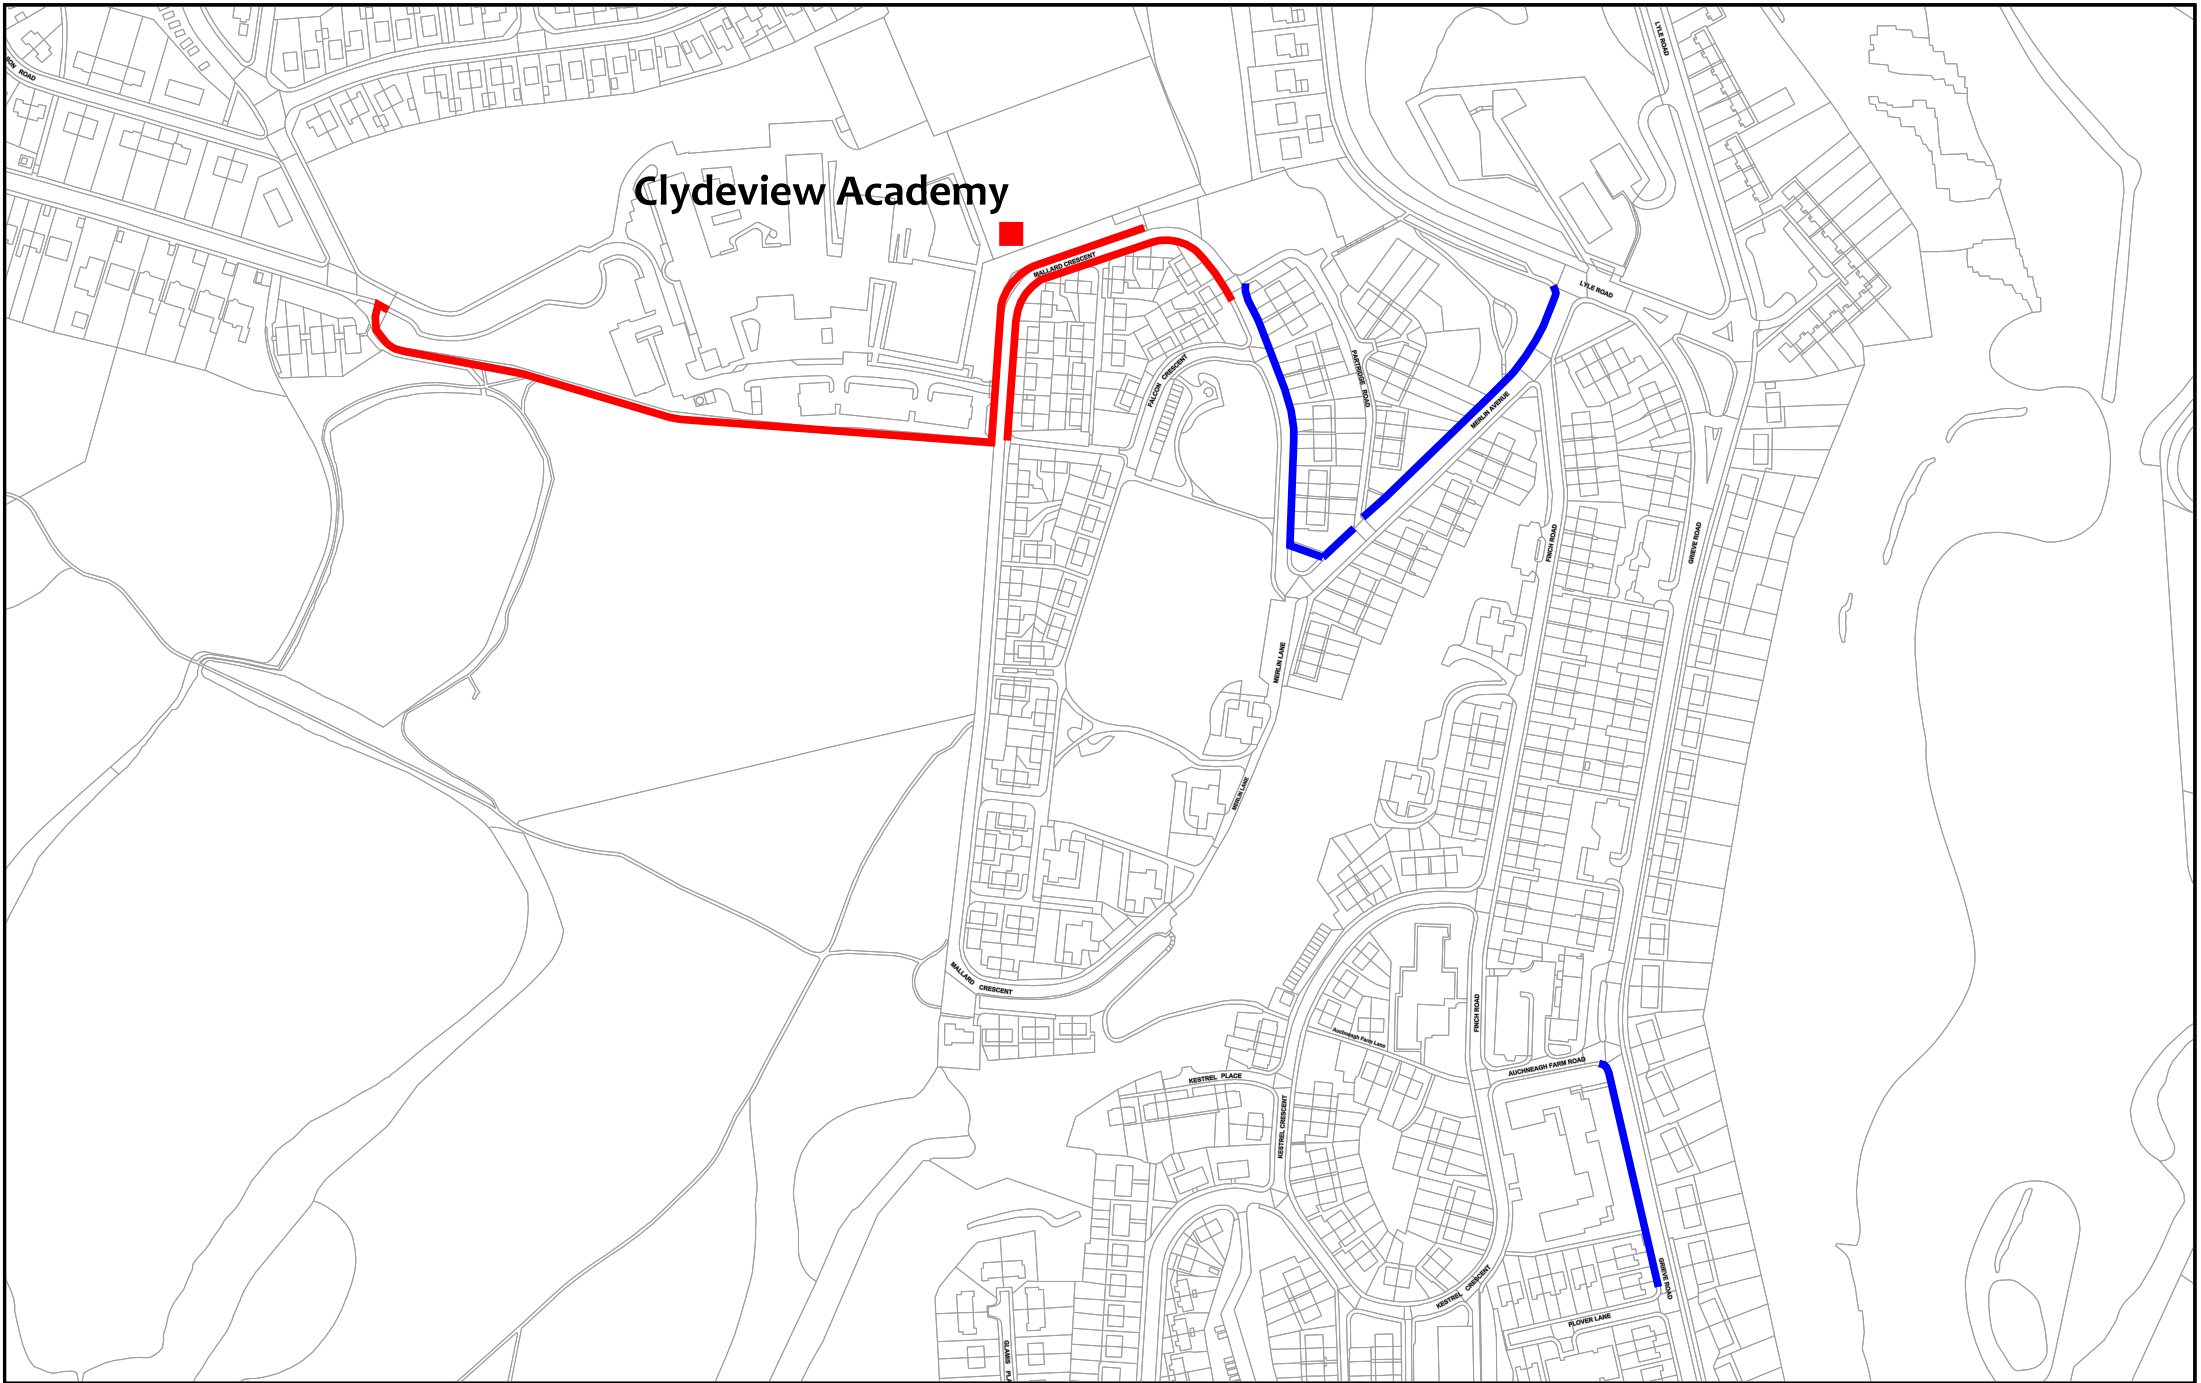 LYLE ROAD
ROAD
Clydeview Academy
MALLARD CRESCENT
LYLE ROAD
FALCON CRESCENT
PARTRIDGE ROAD
MERLIN AVENUE
FINCH ROAD
GRIEVE ROAD
MERLIN LANE
MERLIN LANE
MALLARD CRESCENT
FINCH ROAD
Auchneagh Farm Lane
AUCHNEAGH FARM ROAD
KESTREL PLACE
KESTREL CRESCENT
GRIEVE ROAD
KESTREL CRESCENT
PLOVER LANE
GLAMIS